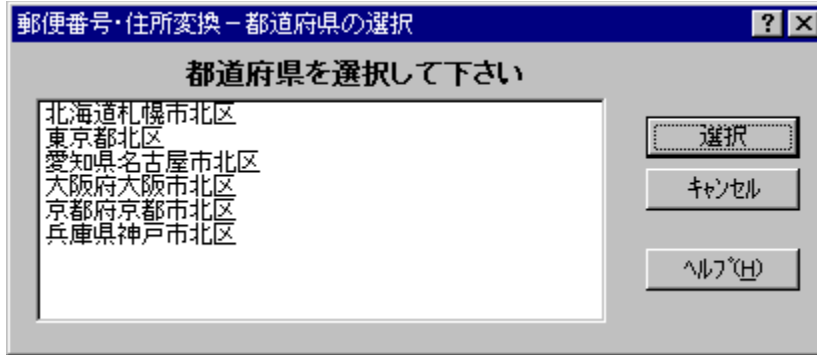 郵便番号･住所変換－都道府県の選択
都道府県を選択して下さい
北海道札幌市北区
東京都北区
愛知県名古屋市北区
大阪府大阪市北区
京都府京都市北区
兵庫県神戸市北区
選択
ｷｬﾝｾﾙ
ﾍﾙﾌﾟ(H)